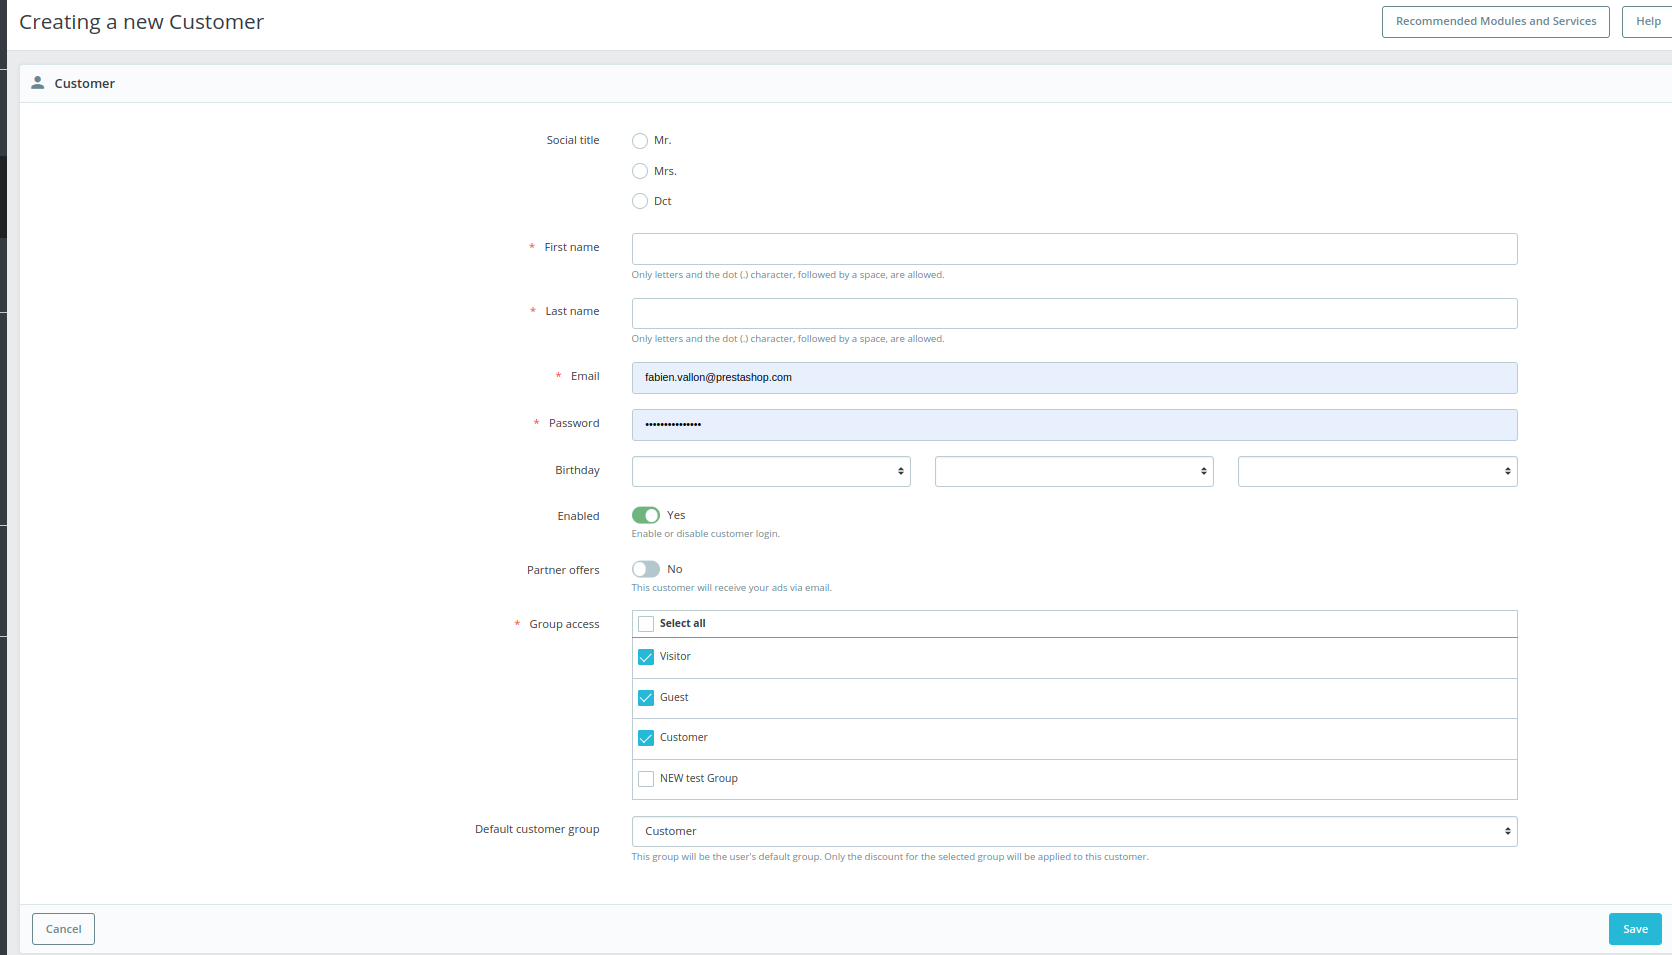 Creating a new Customer
Recommended Modules and Services
Help
Customer
Social title
Mr.
Mrs.
Dct
* First name
Only letters and the dot (.) character, followed by a space, are allowed.
* Last name
Only letters and the dot (.) character, followed by a space, are allowed.
* Email
fabien.vallon@prestashop.com
* Password
•••••••••••••••
Birthday
Enabled
Yes
Enable or disable customer login.
Partner offers
No
This customer will receive your ads via email.
* Group access
Select all
Visitor
Guest
Customer
NEW test Group
Default customer group
Customer
This group will be the user's default group. Only the discount for the selected group will be applied to this customer.
Cancel
Save